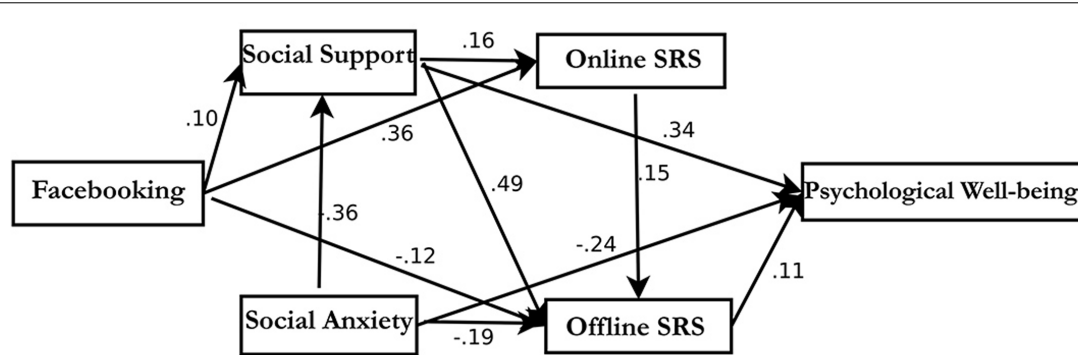 .16
Social Support
Online SRS
.10
.36
.34
.49
.15
Facebooking
Psychological Well-being
-.36
-.12
-.24
.11
Social Anxiety
Offline SRS
-.19